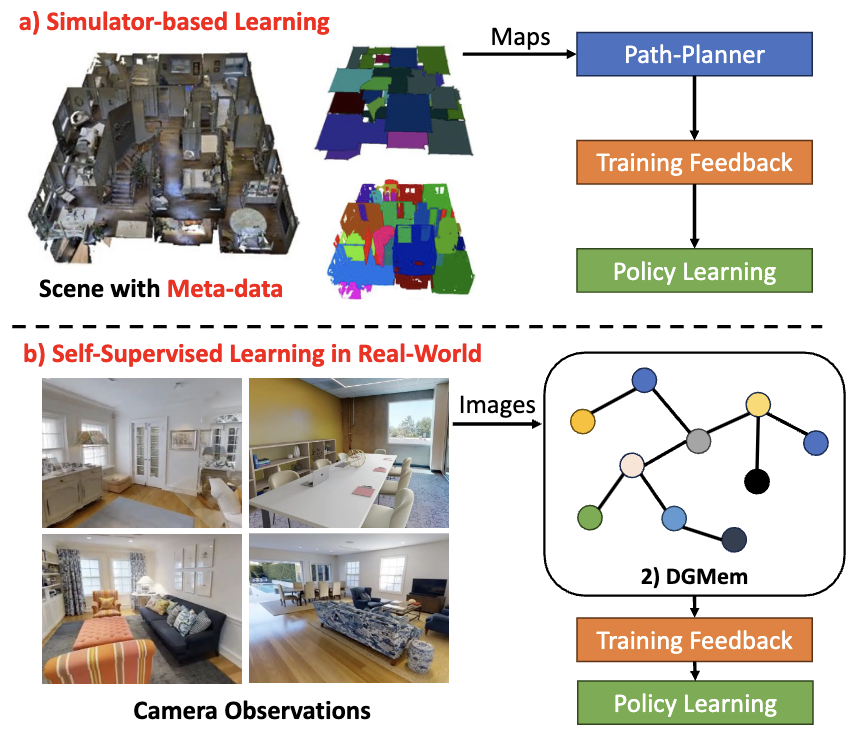 a) Simulator-based Learning
Maps
Path-Planner
Training Feedback
Policy Learning
Scene with Meta-data
b) Self-Supervised Learning in Real-World
Images
2) DGMem
Training Feedback
Policy Learning
Camera Observations